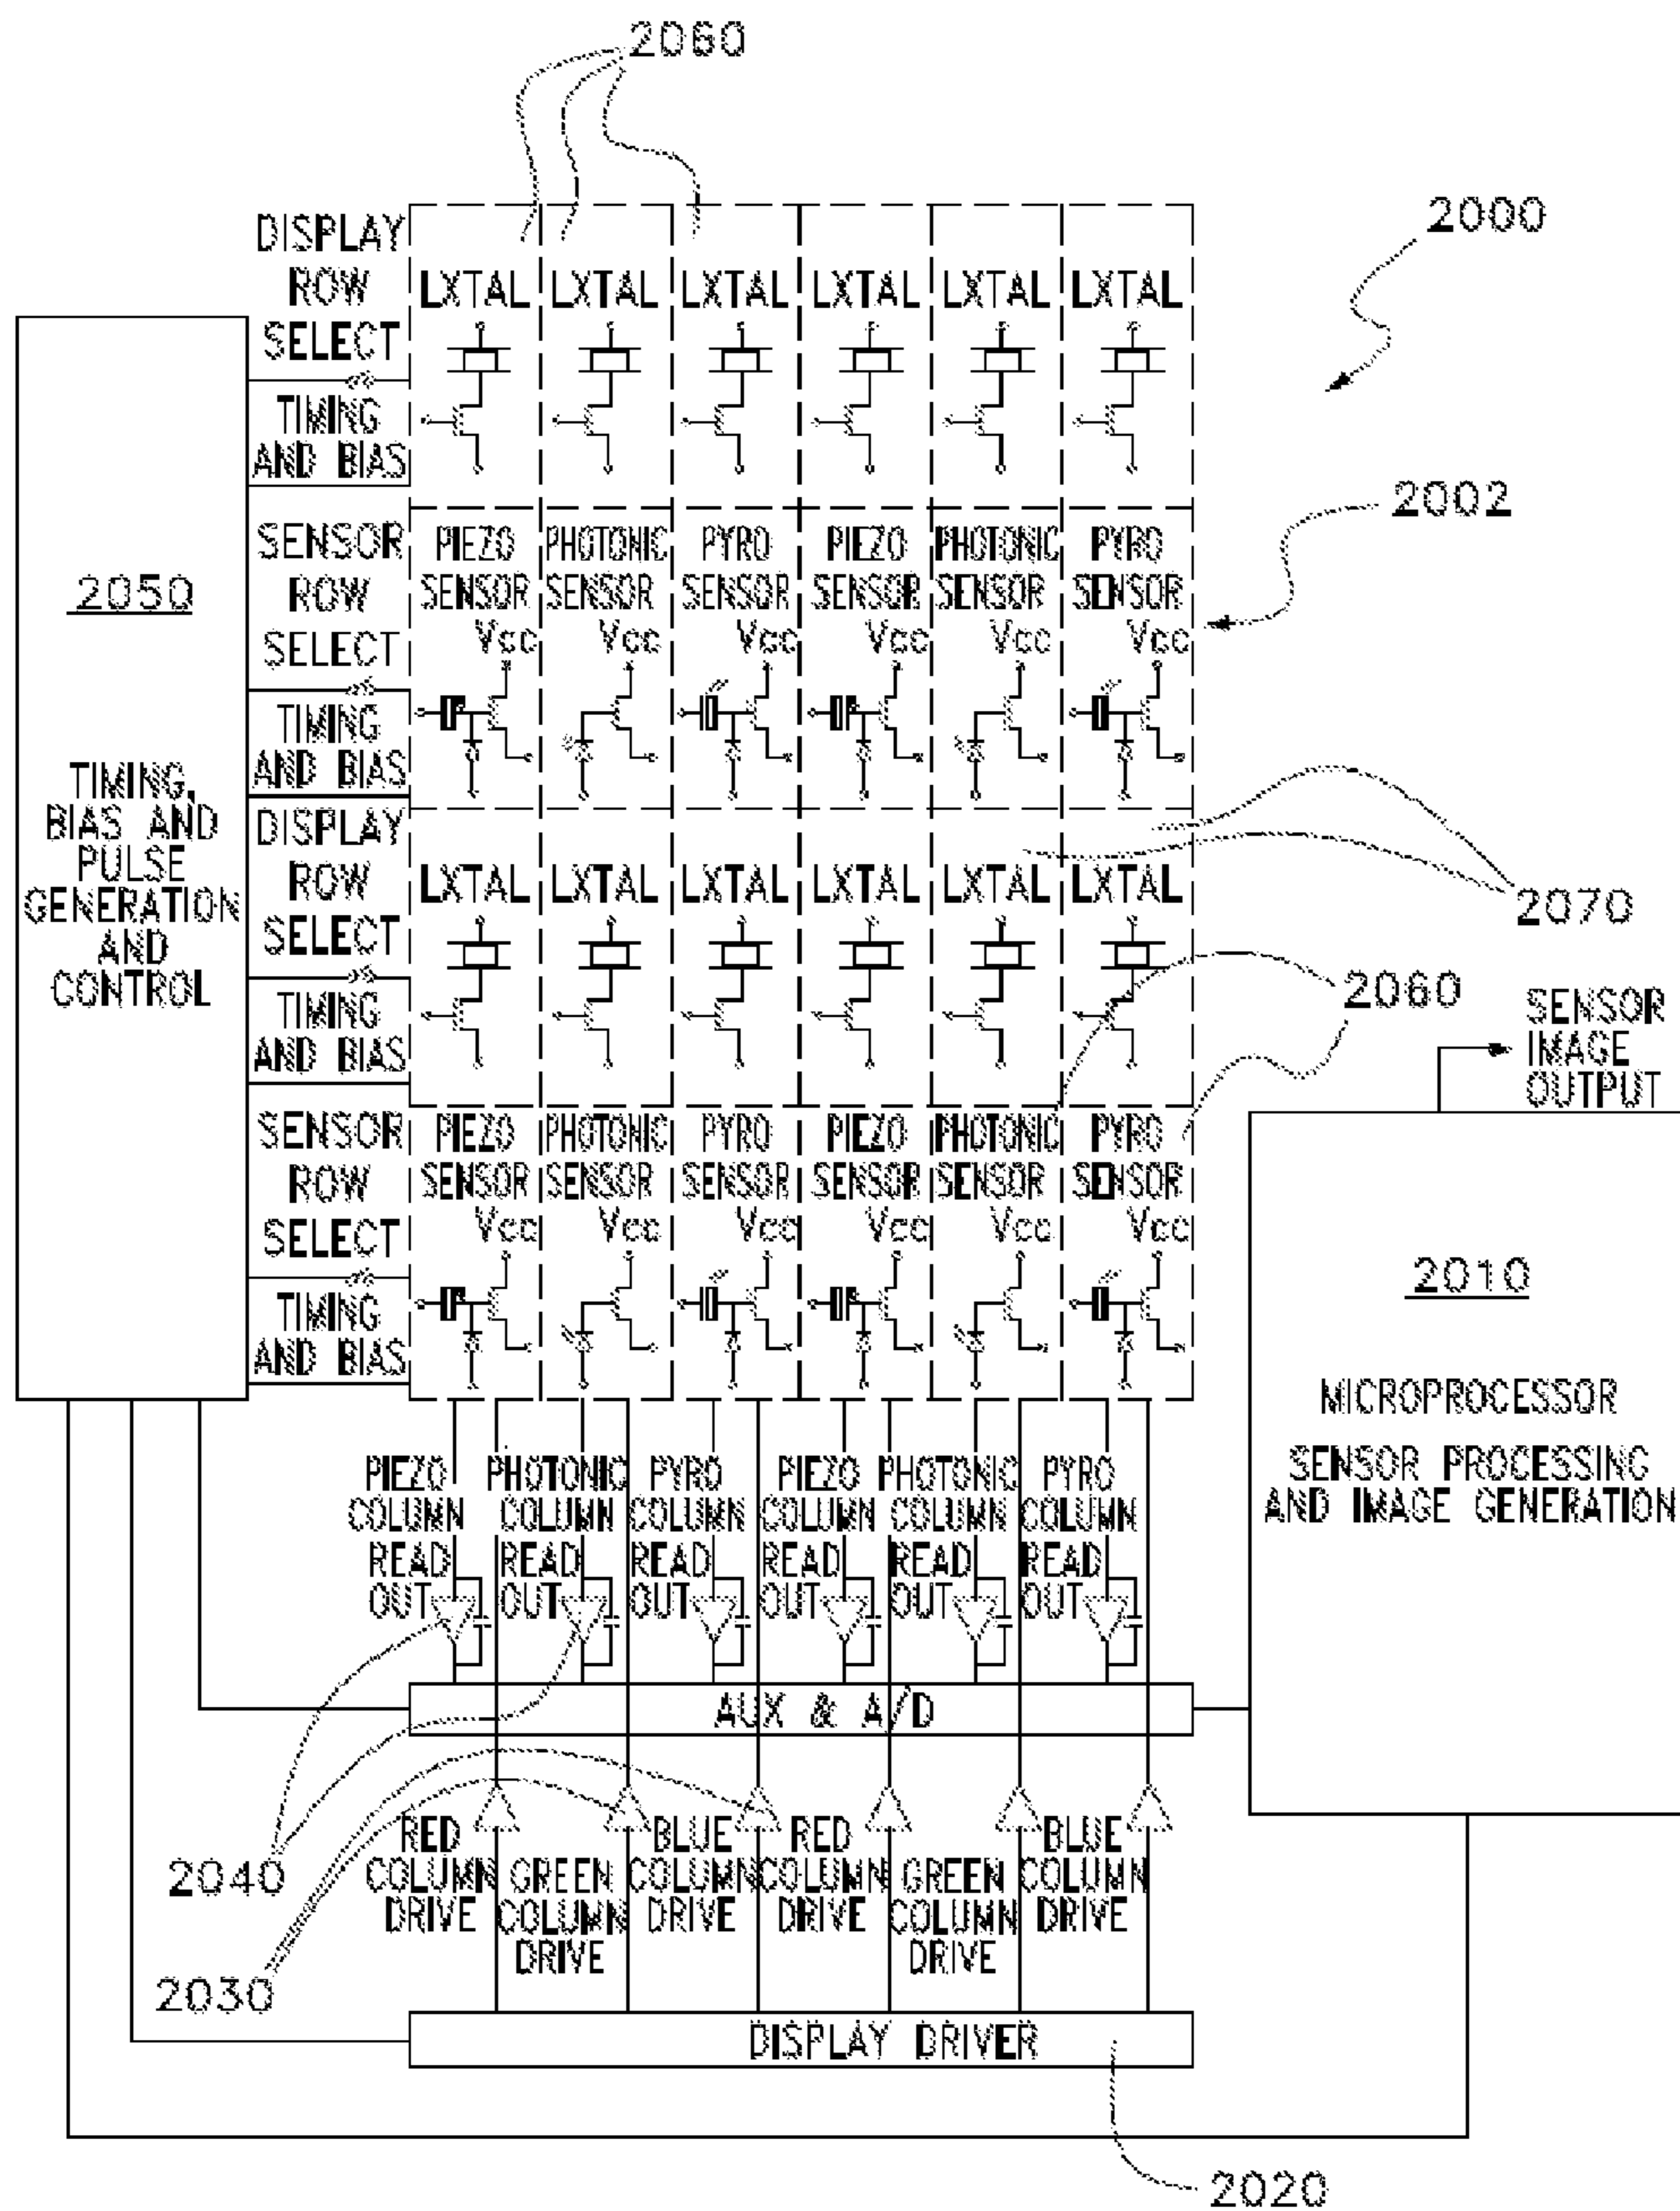 2060
2000
DISPLAY
ROW
SELECT
LXTAL LXTAL LXTAL LXTAL LXTAL LXTAL
TIMING
AND BIAS
2002
SENSOR
ROW
SELECT
PIEZO PHOTONIC PYRO PIEZO PHOTONIC PYRO
SENSOR SENSOR SENSOR SENSOR SENSOR SENSOR
Vcc Vcc Vcc Vcc Vcc Vcc
2050
TIMING,
BIAS AND
PULSE
GENERATION
AND
CONTROL
TIMING
AND BIAS
DISPLAY
ROW
SELECT
LXTAL LXTAL LXTAL LXTAL LXTAL LXTAL
2070
TIMING
AND BIAS
2060
SENSOR
IMAGE
OUTPUT
SENSOR
ROW
SELECT
PIEZO PHOTONIC PYRO PIEZO PHOTONIC PYRO
SENSOR SENSOR SENSOR SENSOR SENSOR SENSOR
Vcc Vcc Vcc Vcc Vcc Vcc
TIMING
AND BIAS
2010
MICROPROCESSOR
SENSOR PROCESSING
AND IMAGE GENERATION
PIEZO PHOTONIC PYRO PIEZO PHOTONIC PYRO
COLUMN COLUMN COLUMN COLUMN COLUMN COLUMN
READ READ READ READ READ READ
OUT OUT OUT OUT OUT OUT
AUX & A/D
2040
RED
COLUMN
DRIVE
GREEN
COLUMN
DRIVE
BLUE
COLUMN
DRIVE
RED
COLUMN
DRIVE
GREEN
COLUMN
DRIVE
BLUE
COLUMN
DRIVE
2030
DISPLAY DRIVER
2020